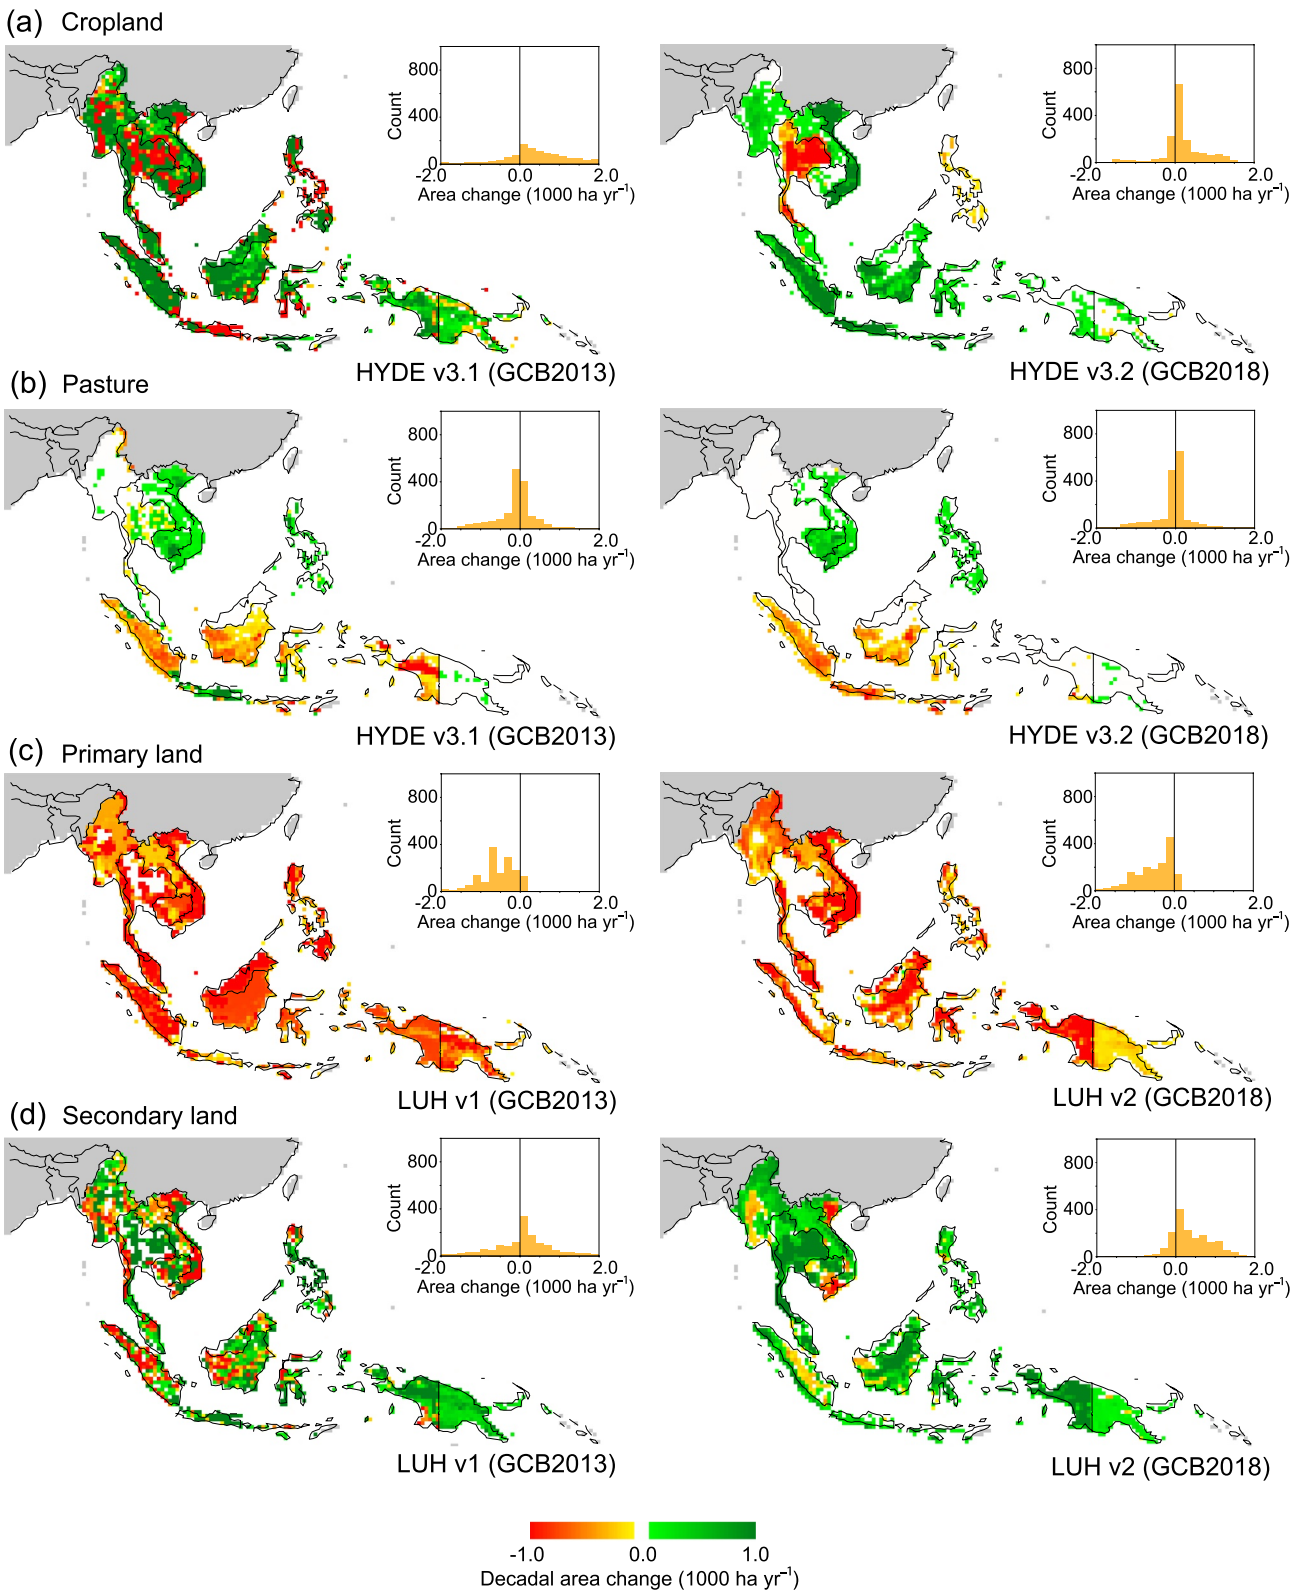 (a) Cropland
800
400
0
Count
-2.0 0.0 2.0
Area change (1000 ha yr⁻¹)
HYDE v3.1 (GCB2013)
800
400
0
Count
-2.0 0.0 2.0
Area change (1000 ha yr⁻¹)
HYDE v3.2 (GCB2018)
(b) Pasture
800
400
0
Count
-2.0 0.0 2.0
Area change (1000 ha yr⁻¹)
HYDE v3.1 (GCB2013)
800
400
0
Count
-2.0 0.0 2.0
Area change (1000 ha yr⁻¹)
HYDE v3.2 (GCB2018)
(c) Primary land
800
400
0
Count
-2.0 0.0 2.0
Area change (1000 ha yr⁻¹)
LUH v1 (GCB2013)
800
400
0
Count
-2.0 0.0 2.0
Area change (1000 ha yr⁻¹)
LUH v2 (GCB2018)
(d) Secondary land
800
400
0
Count
-2.0 0.0 2.0
Area change (1000 ha yr⁻¹)
LUH v1 (GCB2013)
800
400
0
Count
-2.0 0.0 2.0
Area change (1000 ha yr⁻¹)
LUH v2 (GCB2018)
-1.0 0.0 1.0
Decadal area change (1000 ha yr⁻¹)